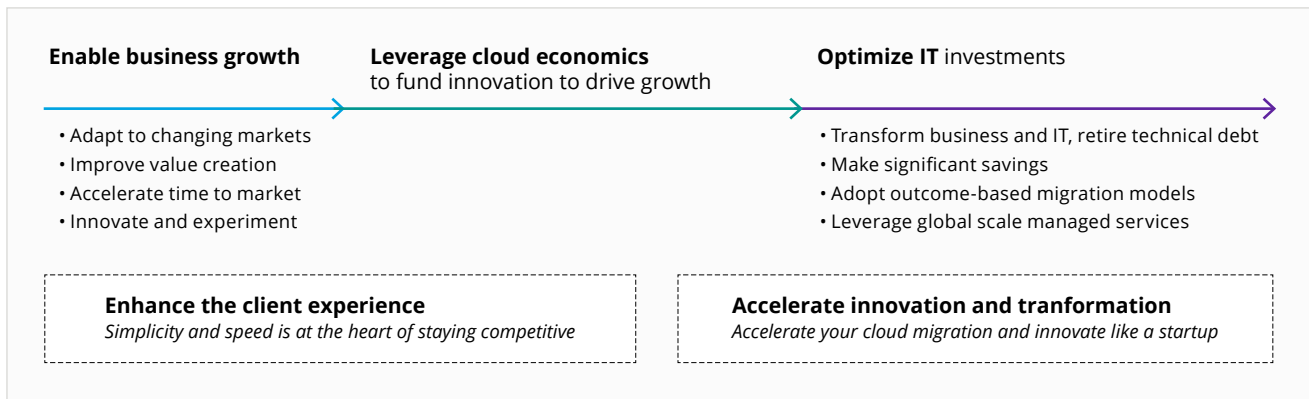 Enable business growth
Leverage cloud economics
to fund innovation to drive growth
Optimize IT investments
• Adapt to changing markets
• Improve value creation
• Accelerate time to market
• Innovate and experiment
• Transform business and IT, retire technical debt
• Make significant savings
• Adopt outcome-based migration models
• Leverage global scale managed services
Enhance the client experience
Simplicity and speed is at the heart of staying competitive
Accelerate innovation and tranformation
Accelerate your cloud migration and innovate like a startup